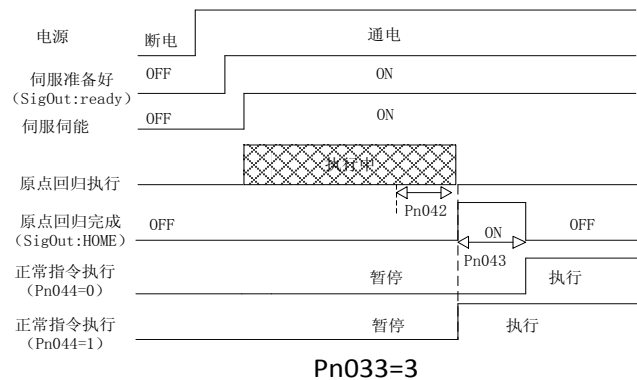 电源 断电 通电
伺服准备好 OFF ON
(SigOut:ready)
伺服伺能 OFF ON
原点回归执行 执行中
Pn042
原点回归完成 OFF ON OFF
(SigOut:HOME)
Pn043
正常指令执行 暂停 执行
(Pn044=0)
正常指令执行 暂停 执行
(Pn044=1)
Pn033=3